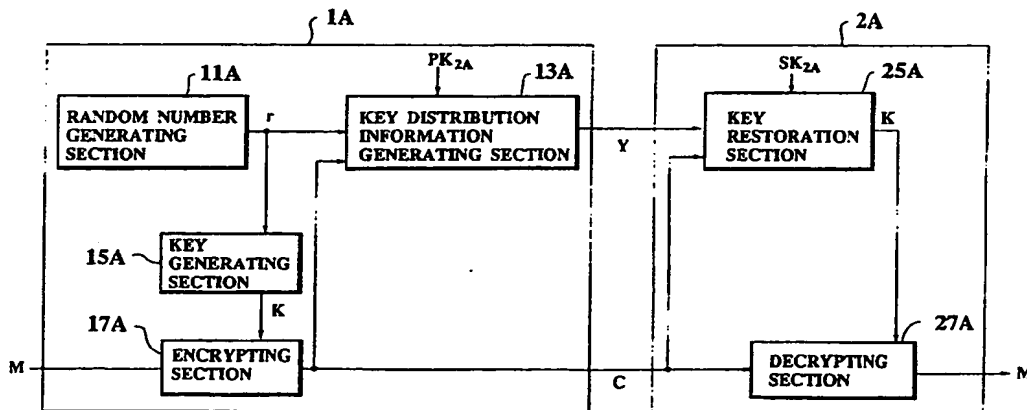 1A
2A
11A
PK2A
13A
SK2A
25A
RANDOM NUMBER
GENERATING
SECTION
r
KEY DISTRIBUTION
INFORMATION
GENERATING SECTION
Y
KEY
RESTORATION
SECTION
K
15A
KEY
GENERATING
SECTION
K
17A
27A
M
ENCRYPTING
SECTION
C
DECRYPTING
SECTION
M